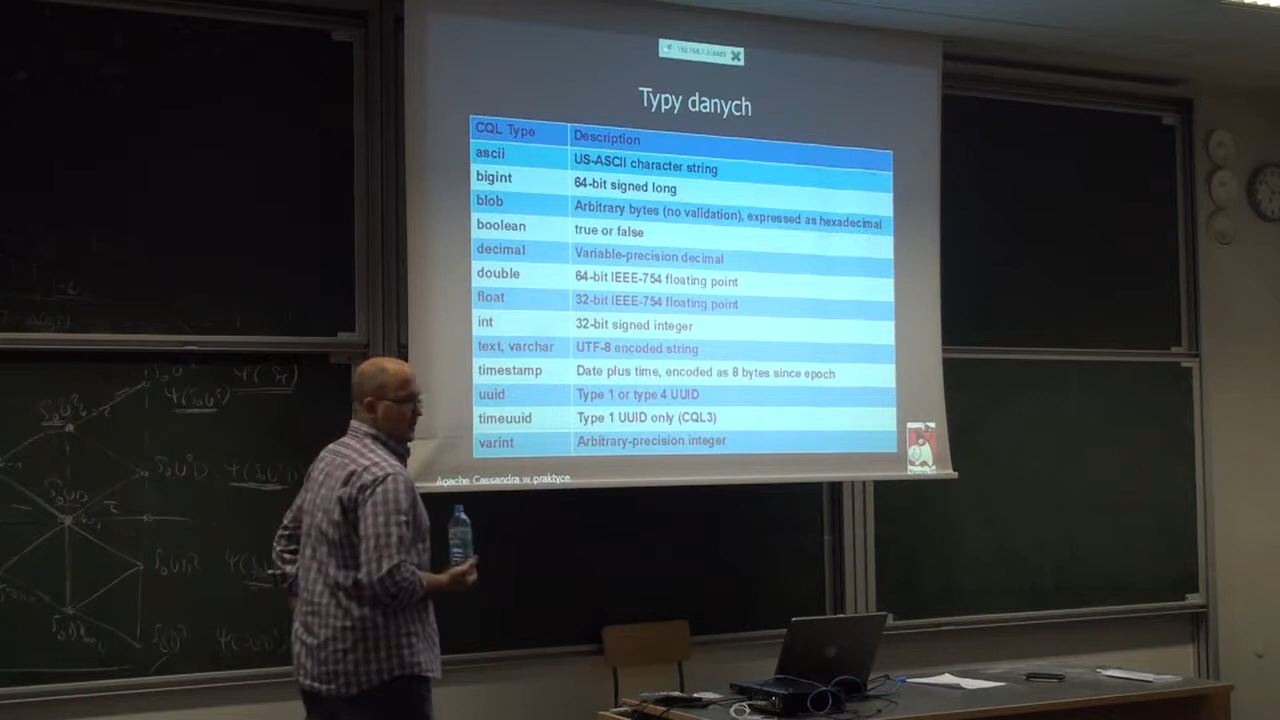 Typy danych
CQL Type Description
ascii US-ASCII character string
bigint 64-bit signed long
blob Arbitrary bytes (no validation), expressed as hexadecimal
boolean true or false
decimal Variable-precision decimal
double 64-bit IEEE-754 floating point
float 32-bit IEEE-754 floating point
int 32-bit signed integer
text, varchar UTF-8 encoded string
timestamp Date plus time, encoded as 8 bytes since epoch
uuid Type 1 or type 4 UUID
timeuuid Type 1 UUID only (CQL3)
varint Arbitrary-precision integer
Apache Cassandra w praktyce